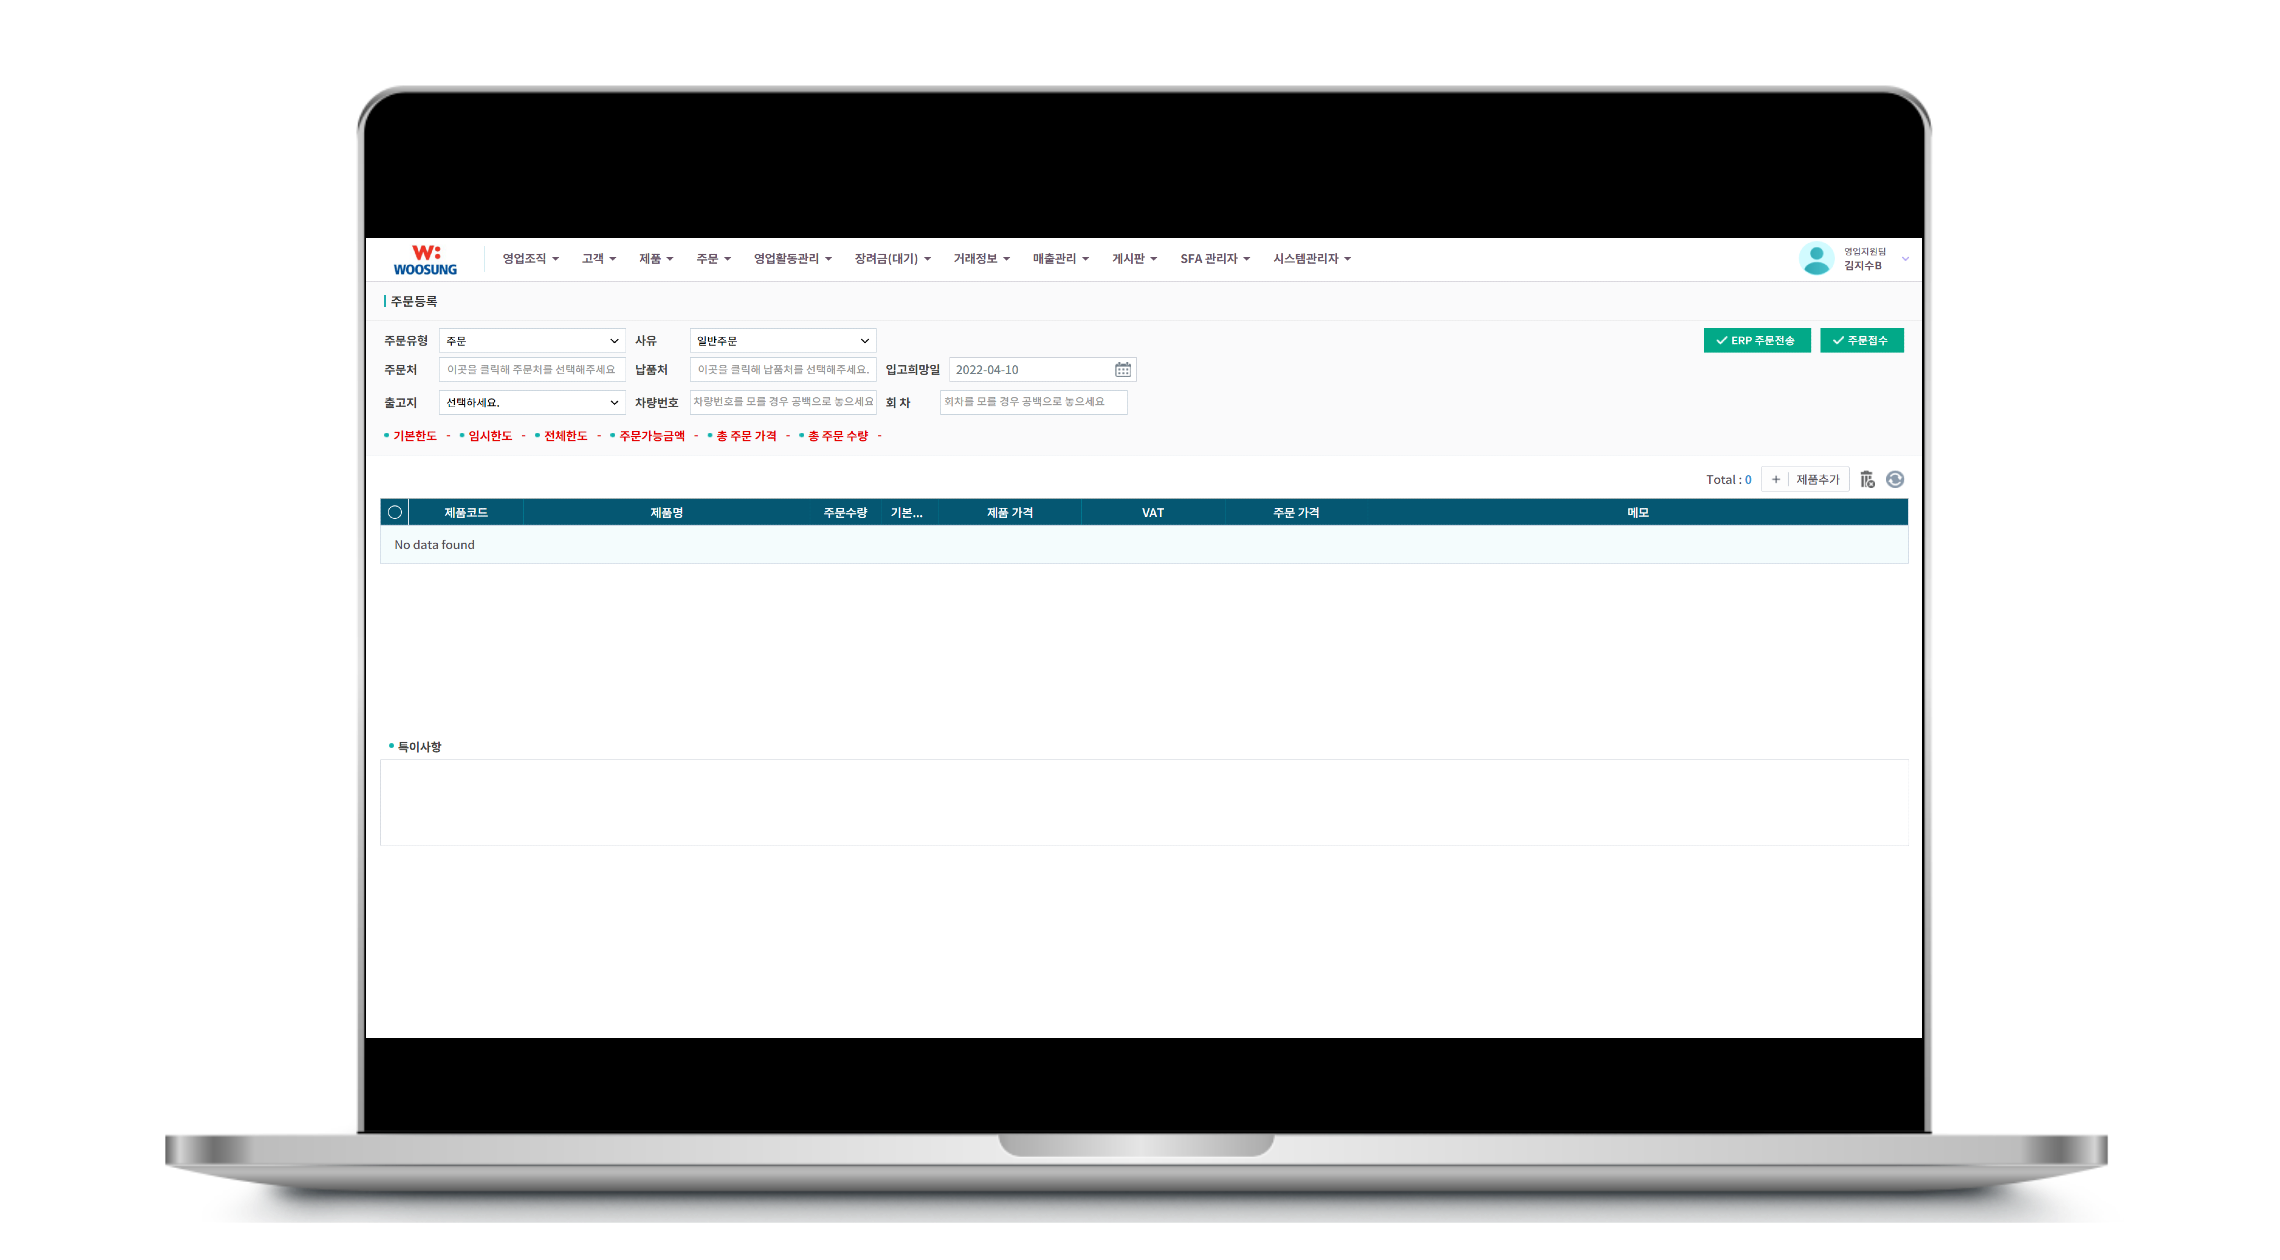 W:
WOOSUNG
영업조직 고객 제품 주문 영업활동관리 장려금(대기) 거래정보 매출관리 게시판 SFA 관리자 시스템관리자
영업지원팀
김지수B
주문등록
주문유형 주문 사유 일반주문 ERP 주문전송 주문접수
주문처 이곳을 클릭해 주문처를 선택해주세요 납품처 이곳을 클릭해 납품처를 선택해주세요. 입고희망일 2022-04-10
출고지 선택하세요. 차량번호 차량번호를 모를 경우 공백으로 놓으세요 회 차 회차를 모를 경우 공백으로 놓으세요
• 기본한도 - • 임시한도 - • 전체한도 - • 주문가능금액 - • 총 주문 가격 - • 총 주문 수량 -
Total : 0 + 제품추가
제품코드 제품명 주문수량 기본... 제품 가격 VAT 주문 가격 메모
No data found
• 특이사항